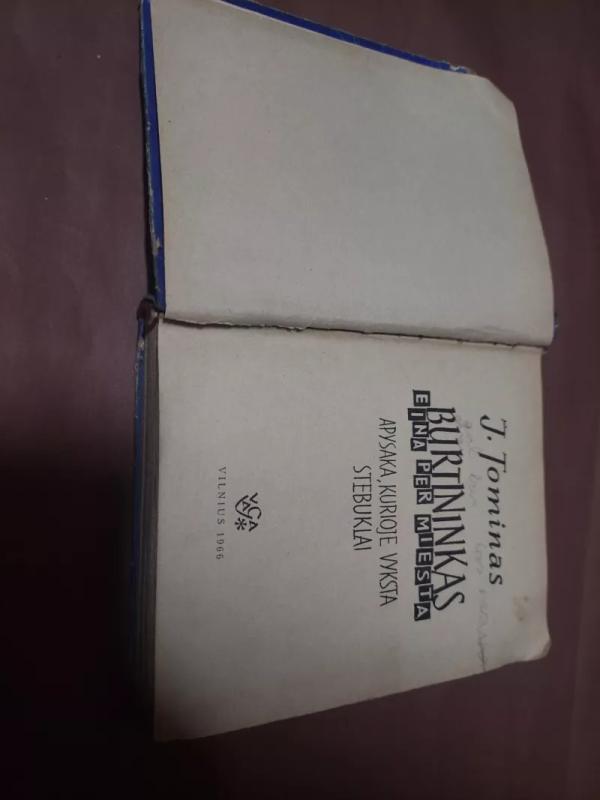 J. Tominas
BURTININKAS
EINA PER MIESTĄ
APYSAKA, KURIOJE VYKSTA
STEBUKLAI
VAGA
VILNIUS 1966